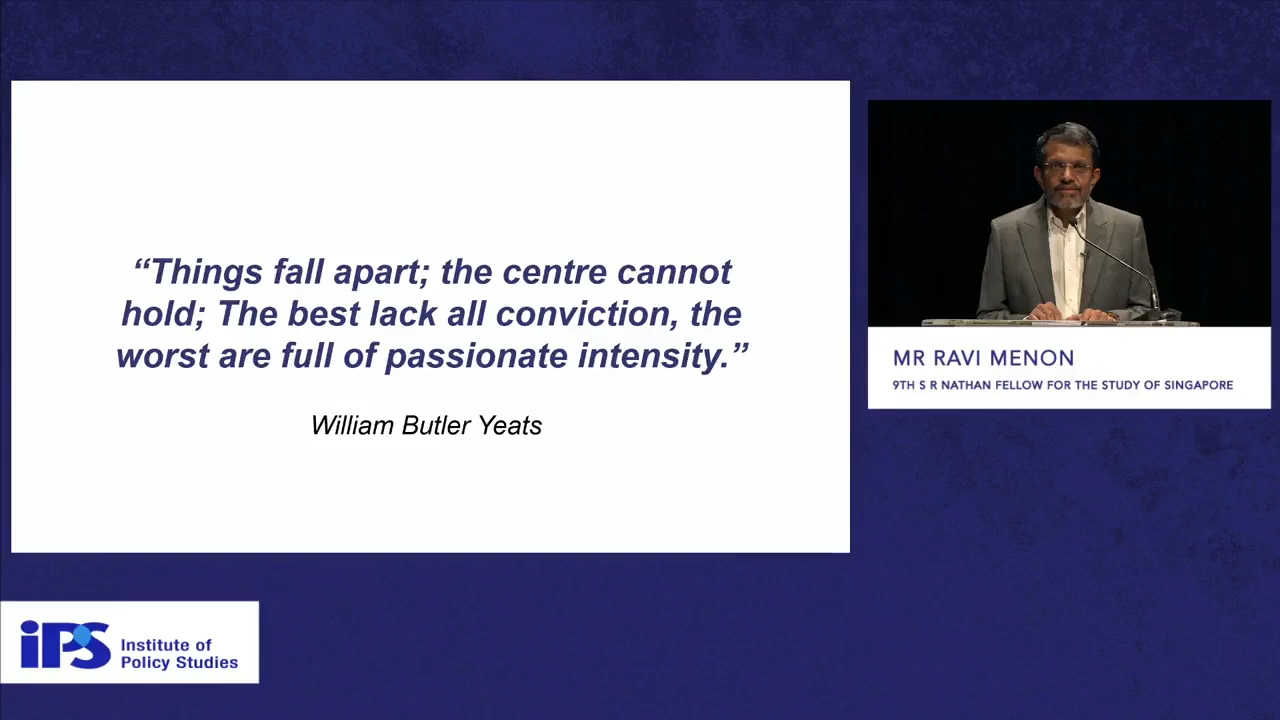 “Things fall apart; the centre cannot
hold; The best lack all conviction, the
worst are full of passionate intensity.”
William Butler Yeats
MR RAVI MENON
9TH S R NATHAN FELLOW FOR THE STUDY OF SINGAPORE
iPS
Institute of
Policy Studies